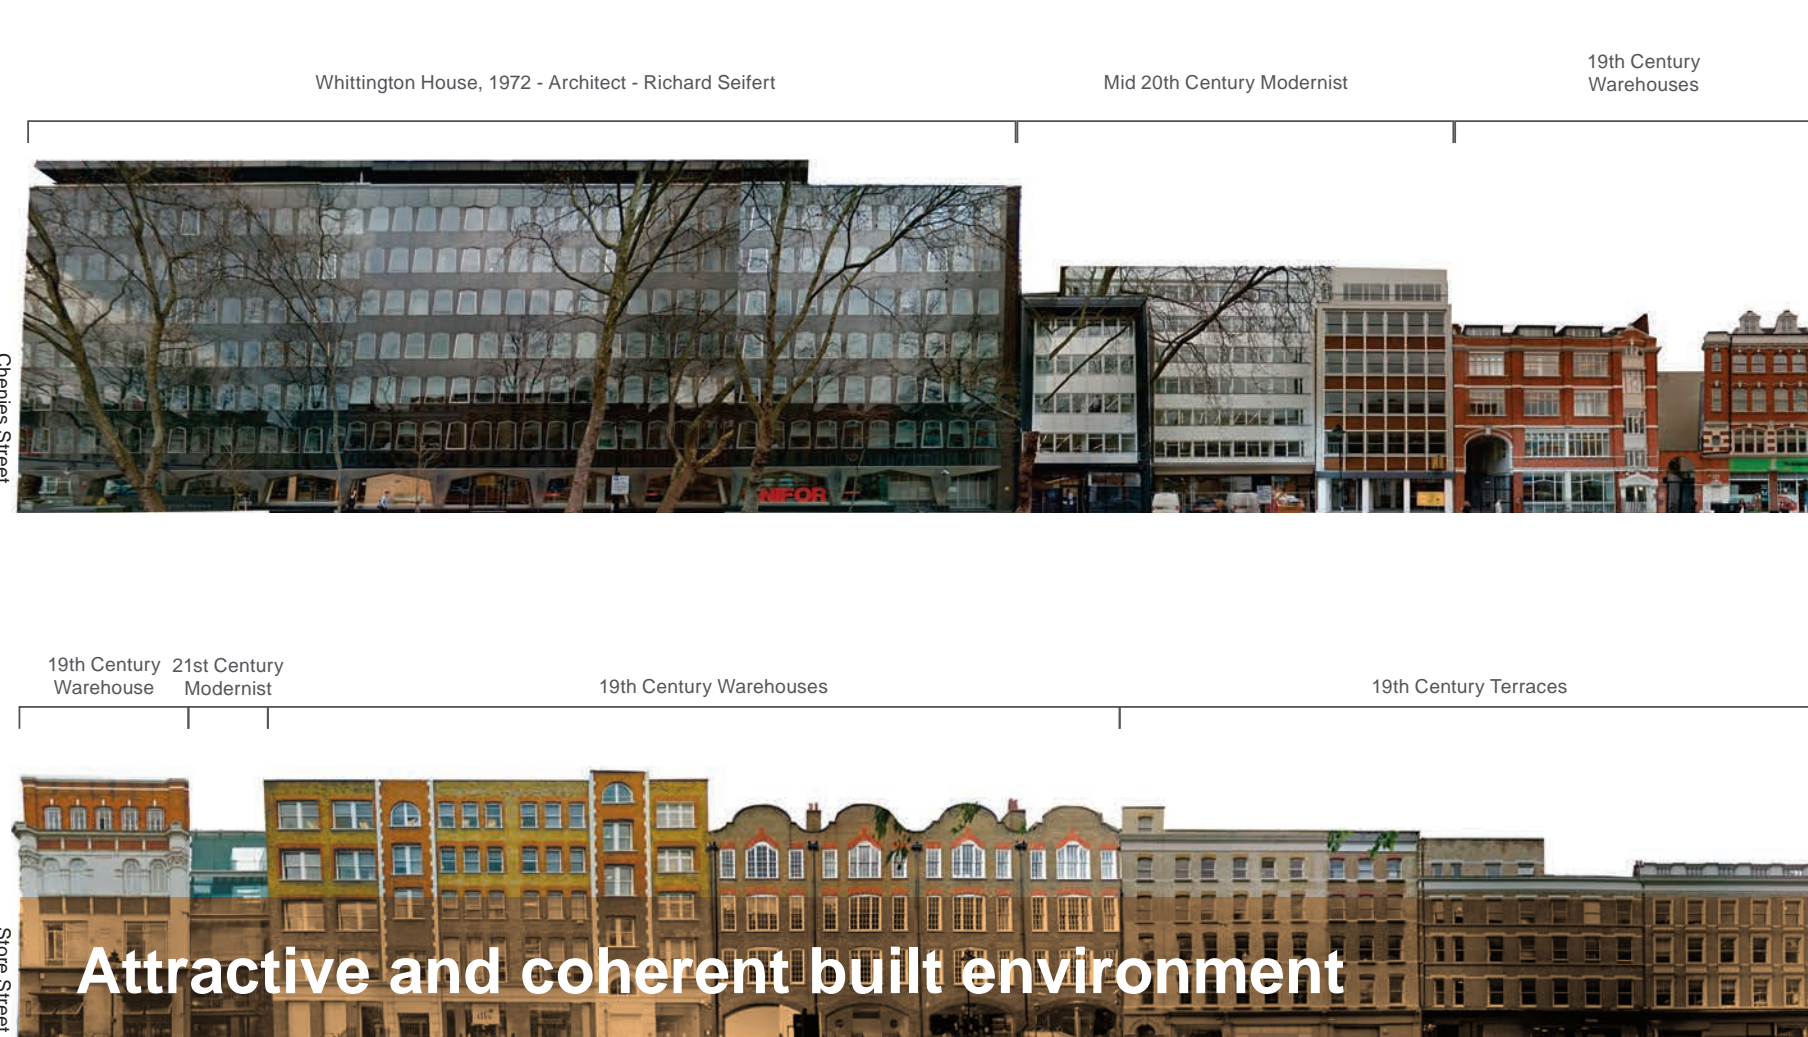 19th Century
Whittington House, 1972 - Architect - Richard Seifert
Mid 20th Century Modernist
Warehouses
Chenies Street
NIFOR
19th Century
Warehouse
21st Century
Modernist
19th Century Warehouses
19th Century Terraces
Store Street
Attractive and coherent built environment